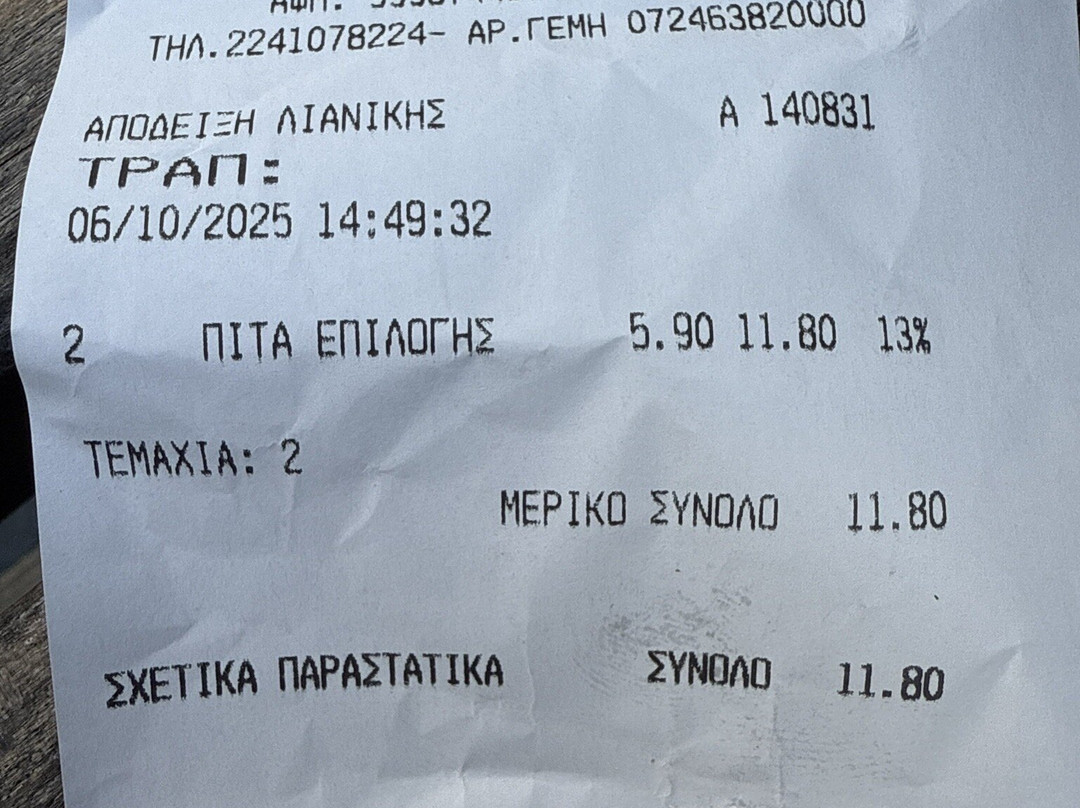 ΤΗΛ.2241078224- ΑΡ.ΓΕΜΗ 072463820000
ΑΠΟΔΕΙΞΗ ΛΙΑΝΙΚΗΣ Α 140831
ΤΡΑΠ:
06/10/2025 14:49:32
2 ΠΙΤΑ ΕΠΙΛΟΓΗΣ 5.90 11.80 13%
ΤΕΜΑΧΙΑ: 2
ΜΕΡΙΚΟ ΣΥΝΟΛΟ 11.80
ΣΧΕΤΙΚΑ ΠΑΡΑΣΤΑΤΙΚΑ ΣΥΝΟΛΟ 11.80